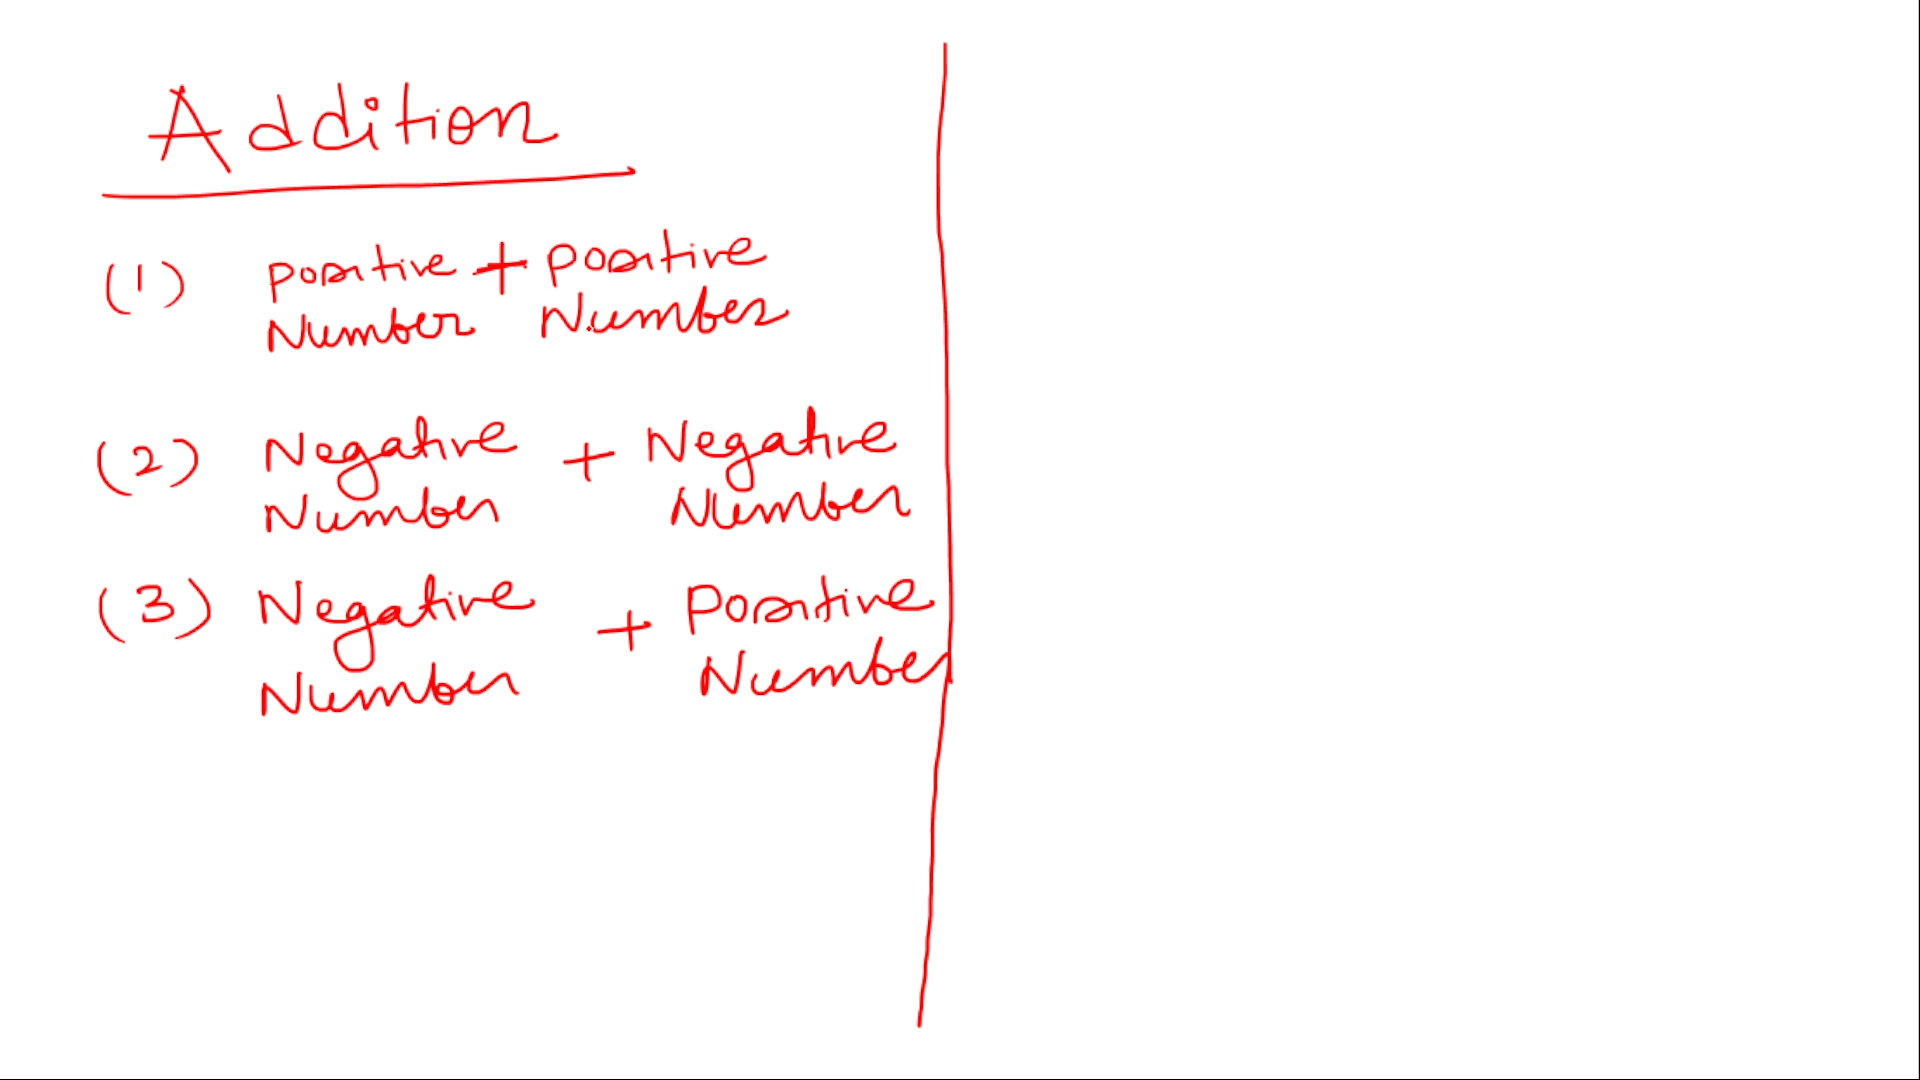 Addition
(1) positive + positive
Number Number
(2) Negative + Negative
Number Number
(3) Negative + Positive
Number Number